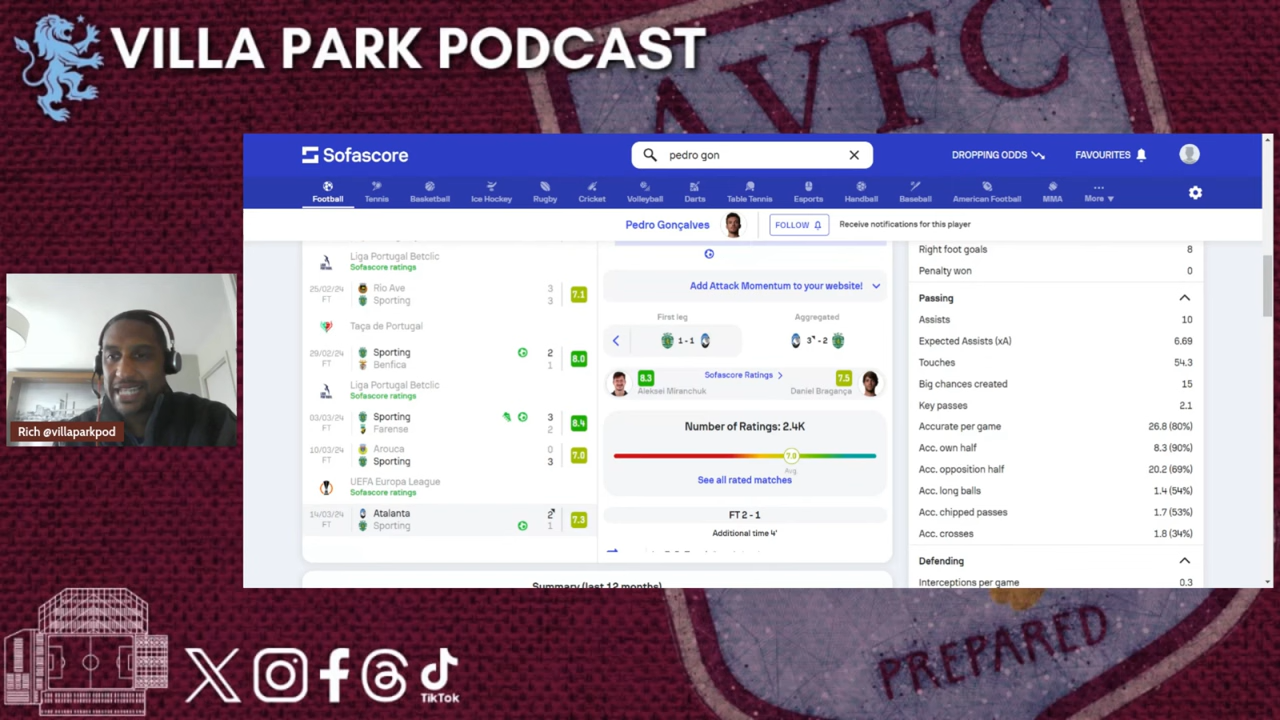 VILLA PARK PODCAST
AVFC
PREPARED
Sofascore
pedro gon
DROPPING ODDS
FAVOURITES
Football
Tennis
Basketball
Ice Hockey
Rugby
Cricket
Volleyball
Darts
Table Tennis
Esports
Handball
Baseball
American Football
MMA
More
Pedro Gonçalves
FOLLOW
Receive notifications for this player
Liga Portugal Betclic
Sofascore ratings
25/02/24 Rio Ave 3
FT Sporting 3
7.1
Taça de Portugal
29/02/24 Sporting 2
FT Benfica 1
8.0
Liga Portugal Betclic
Sofascore ratings
03/03/24 Sporting 3
FT Farense 2
8.4
10/03/24 Arouca 0
FT Sporting 3
7.0
UEFA Europa League
Sofascore ratings
14/03/24 Atalanta 2
FT Sporting 1
7.3
Add Attack Momentum to your website!
First leg
1-1
Aggregated
3 - 2
8.3
Aleksei Miranchuk
Sofascore Ratings
7.5
Daniel Bragança
Number of Ratings: 2.4K
7.0
Avg
See all rated matches
FT 2 - 1
Additional time 4'
Summary (last 12 months)
Right foot goals 8
Penalty won 0
Passing
Assists 10
Expected Assists (xA) 6.69
Touches 54.3
Big chances created 15
Key passes 2.1
Accurate per game 26.8 (80%)
Acc. own half 8.3 (90%)
Acc. opposition half 20.2 (69%)
Acc. long balls 1.4 (54%)
Acc. chipped passes 1.7 (53%)
Acc. crosses 1.8 (34%)
Defending
Interceptions per game 0.3
Rich @villaparkpod
TikTok